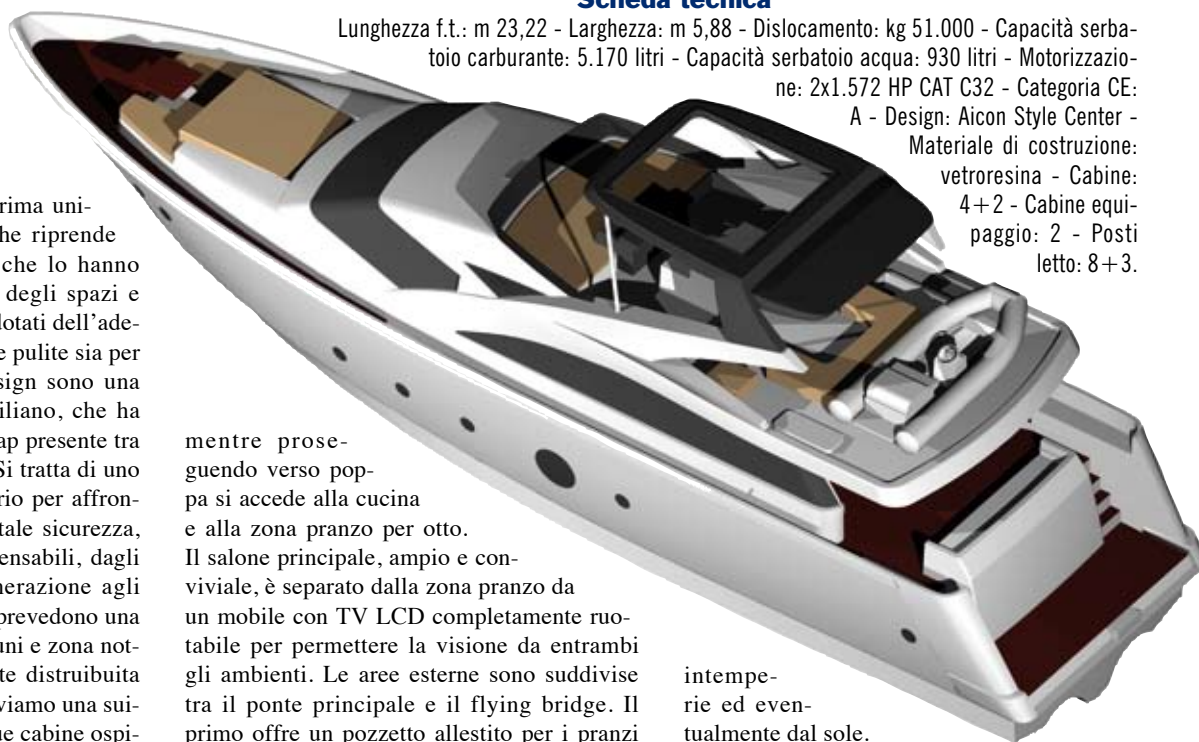 Scheda tecnica
Lunghezza f.t.: m 23,22 - Larghezza: m 5,88 - Dislocamento: kg 51.000 - Capacità serba-
toio carburante: 5.170 litri - Capacità serbatoio acqua: 930 litri - Motorizzazio-
ne: 2x1.572 HP CAT C32 - Categoria CE:
A - Design: Aicon Style Center -
Materiale di costruzione:
vetroresina - Cabine:
4+2 - Cabine equi-
paggio: 2 - Posti
letto: 8+3.
rima uni-
he riprende
che lo hanno
degli spazi e
lotati dell'ade-
e pulite sia per
sign sono una
iliano, che ha
ap presente tra
Si tratta di uno
rio per affron-
tale sicurezza,
ensabili, dagli
nerazione agli
prevedono una
uni e zona not-
te distribuita
viamo una sui-
ue cabine ospi-
mentre prose-
guendo verso pop-
pa si accede alla cucina
e alla zona pranzo per otto.
Il salone principale, ampio e con-
viviale, è separato dalla zona pranzo da
un mobile con TV LCD completamente ruo-
tabile per permettere la visione da entrambi
gli ambienti. Le aree esterne sono suddivise
tra il ponte principale e il flying bridge. Il
primo offre un pozzetto allestito per i pranzi
intempe-
rie ed even-
tualmente dal sole.